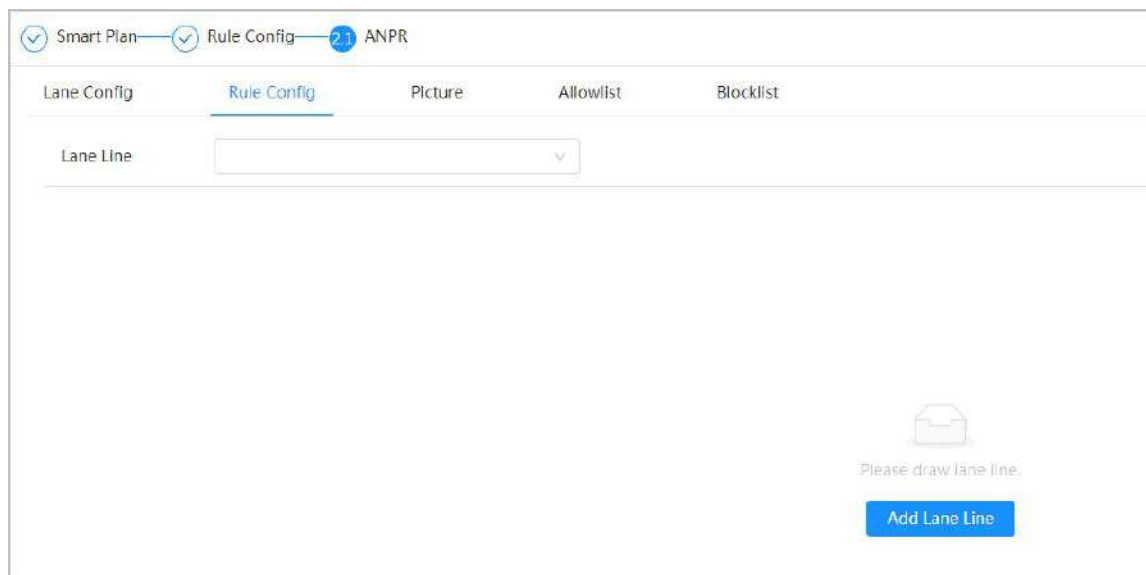 Smart Plan Rule Config 2.1 ANPR
Lane Config Rule Config Picture Allowlist Blocklist
Lane Line
Please draw lane line.
Add Lane Line